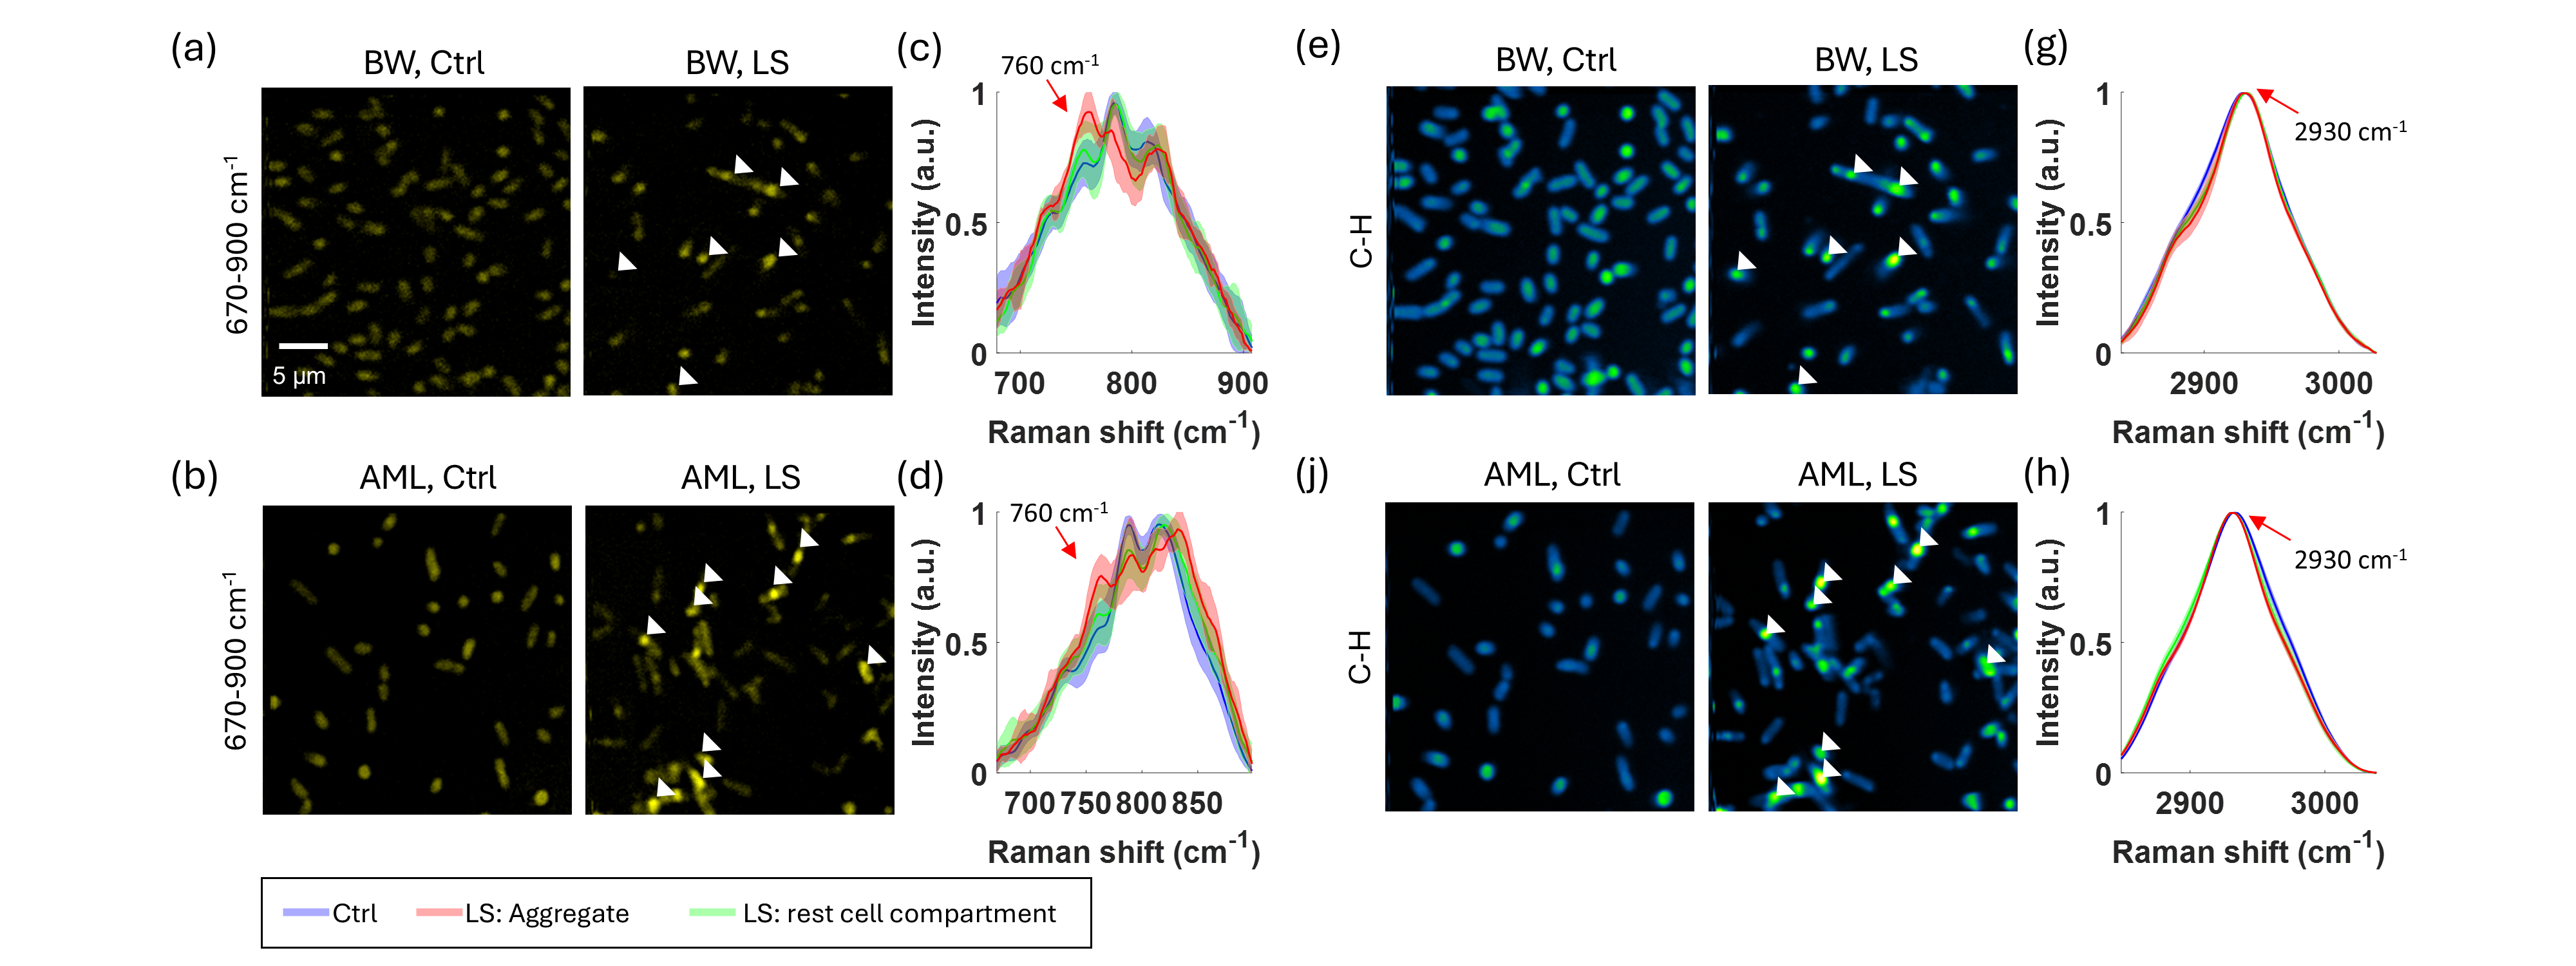 (a)
BW, Ctrl
BW, LS
670-900 cm-1
5 μm
(c)
760 cm-1
1
0.5
0
Intensity (a.u.)
700 800 900
Raman shift (cm-1)
(e)
BW, Ctrl
BW, LS
C-H
(g)
2930 cm-1
1
0.5
0
Intensity (a.u.)
2900 3000
Raman shift (cm-1)
(b)
AML, Ctrl
AML, LS
670-900 cm-1
(d)
760 cm-1
1
0.5
0
Intensity (a.u.)
700 750 800 850
Raman shift (cm-1)
(j)
AML, Ctrl
AML, LS
C-H
(h)
2930 cm-1
1
0.5
0
Intensity (a.u.)
2900 3000
Raman shift (cm-1)
Ctrl LS: Aggregate LS: rest cell compartment